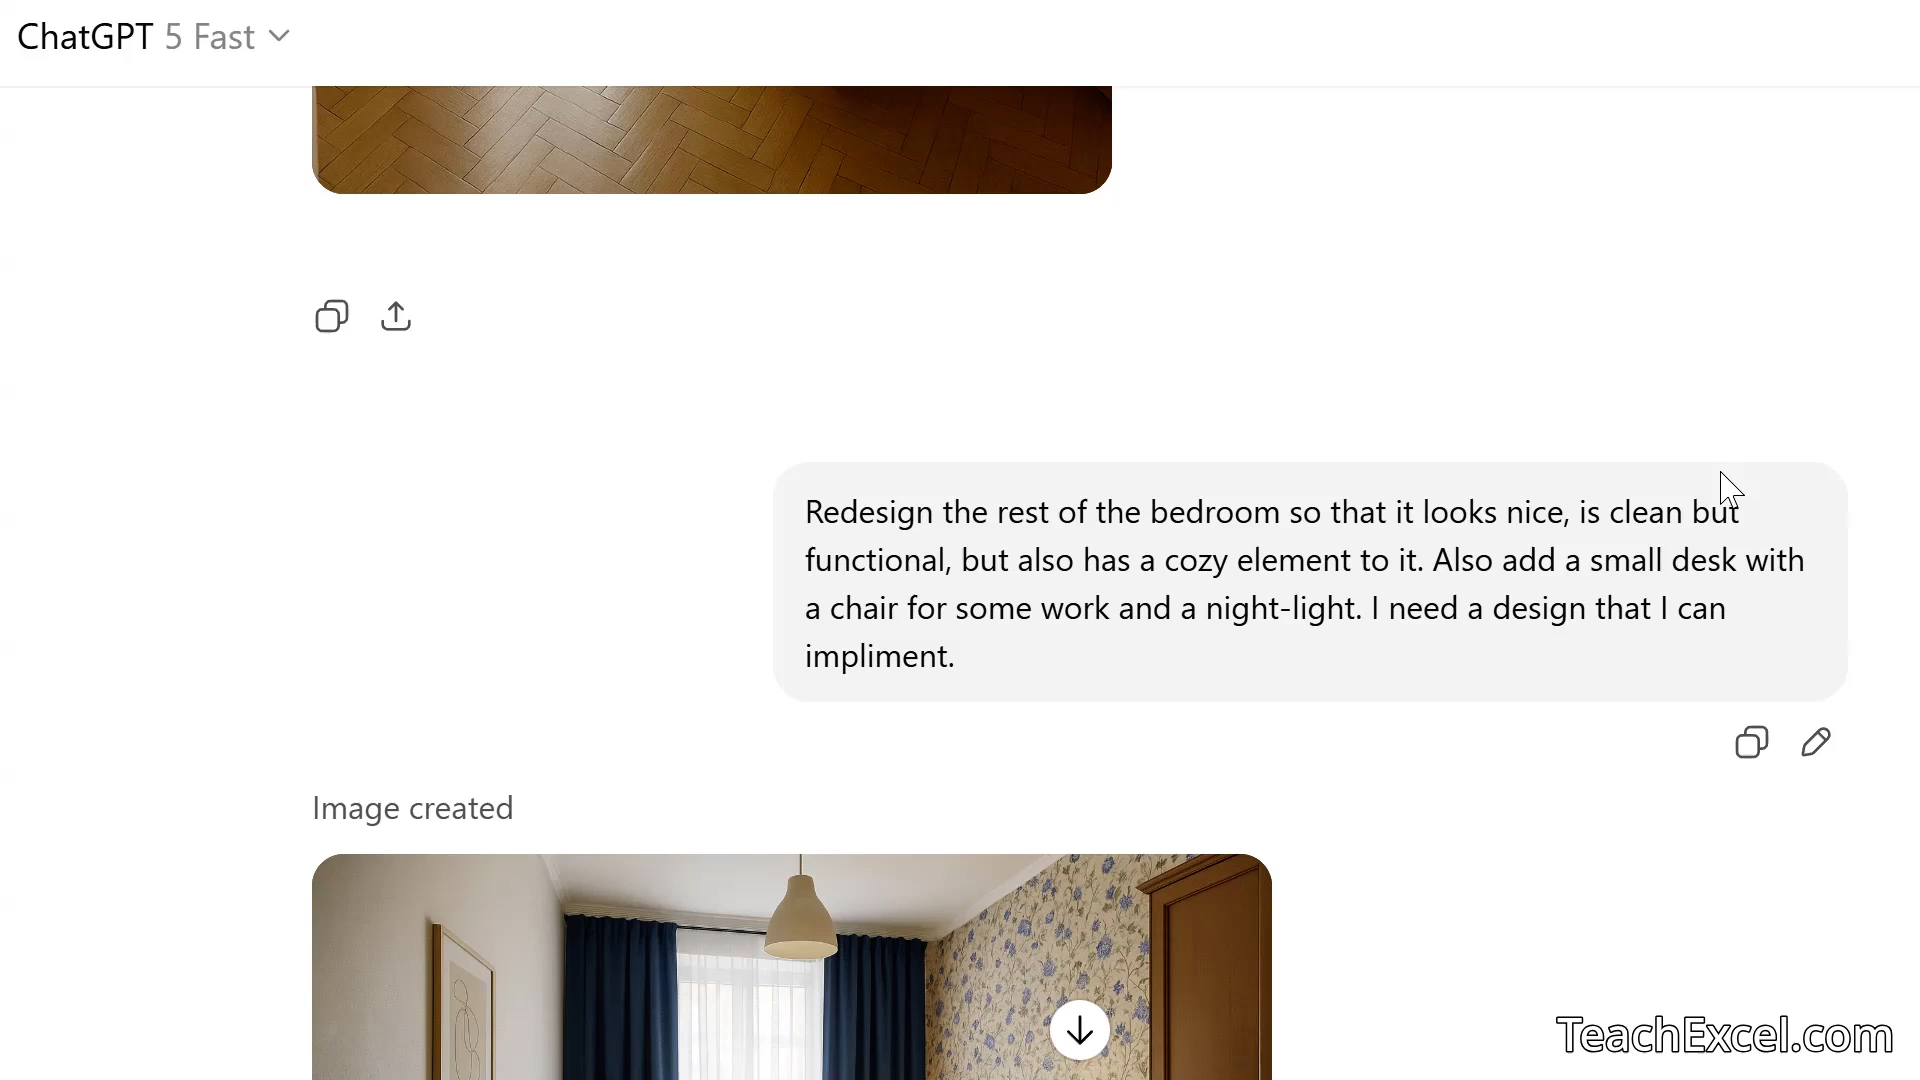 ChatGPT 5 Fast
Redesign the rest of the bedroom so that it looks nice, is clean but
functional, but also has a cozy element to it. Also add a small desk with
a chair for some work and a night-light. I need a design that I can
impliment.
Image created
TeachExcel.com